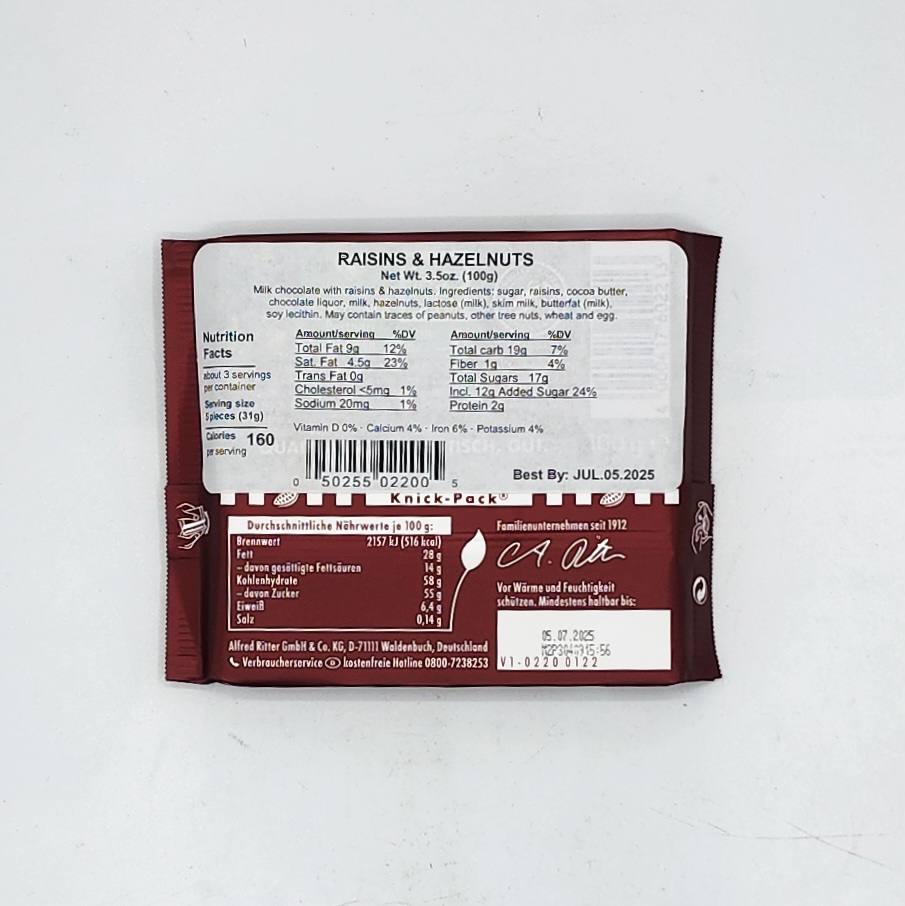 RAISINS & HAZELNUTS
Net Wt. 3.5oz. (100g)
Milk chocolate with raisins & hazelnuts. Ingredients: sugar, raisins, cocoa butter,
chocolate liquor, milk, hazelnuts, lactose (milk), skim milk, butterfat (milk),
soy lecithin. May contain traces of peanuts, other tree nuts, wheat and egg.
Nutrition
Facts
about 3 servings
per container
Serving size
5 pieces (31g)
Calories 160
per serving
Amount/serving %DV
Total Fat 9g 12%
Sat. Fat 4.5g 23%
Trans Fat 0g
Cholesterol <5mg 1%
Sodium 20mg 1%
Amount/serving %DV
Total carb 19g 7%
Fiber 1g 4%
Total Sugars 17g
Incl. 12g Added Sugar 24%
Protein 2g
Vitamin D 0% · Calcium 4% · Iron 6% · Potassium 4%
0 50255 02200 5
Best By: JUL.05.2025
Knick-Pack®
Durchschnittliche Nährwerte je 100 g:
Brennwert 2157 kJ (516 kcal)
Fett 28 g
– davon gesättigte Fettsäuren 14 g
Kohlenhydrate 58 g
– davon Zucker 55 g
Eiweiß 6,4 g
Salz 0,14 g
Alfred Ritter GmbH & Co. KG, D-71111 Waldenbuch, Deutschland
Verbraucherservice kostenfreie Hotline 0800-7238253
Familienunternehmen seit 1912
Vor Wärme und Feuchtigkeit
schützen. Mindestens haltbar bis:
05.07.2025
15:56
V1-0220 0122